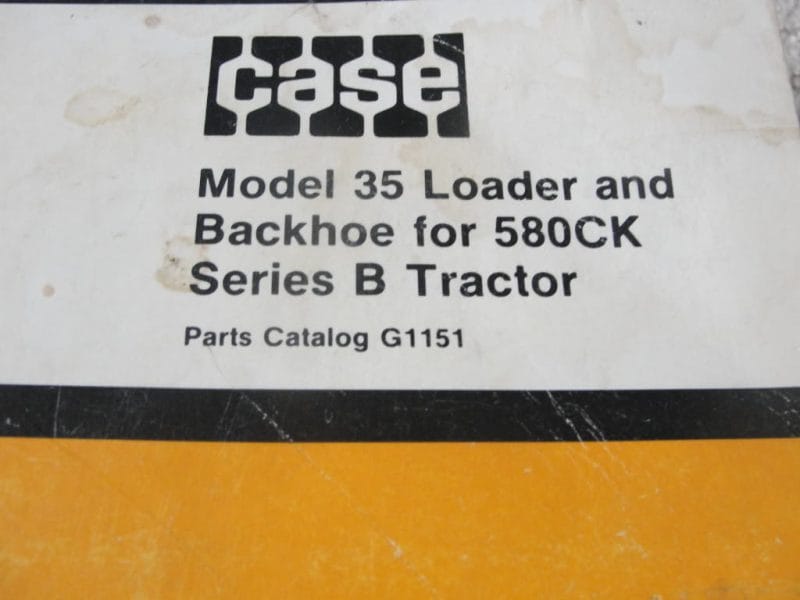 case
Model 35 Loader and
Backhoe for 580CK
Series B Tractor
Parts Catalog G1151